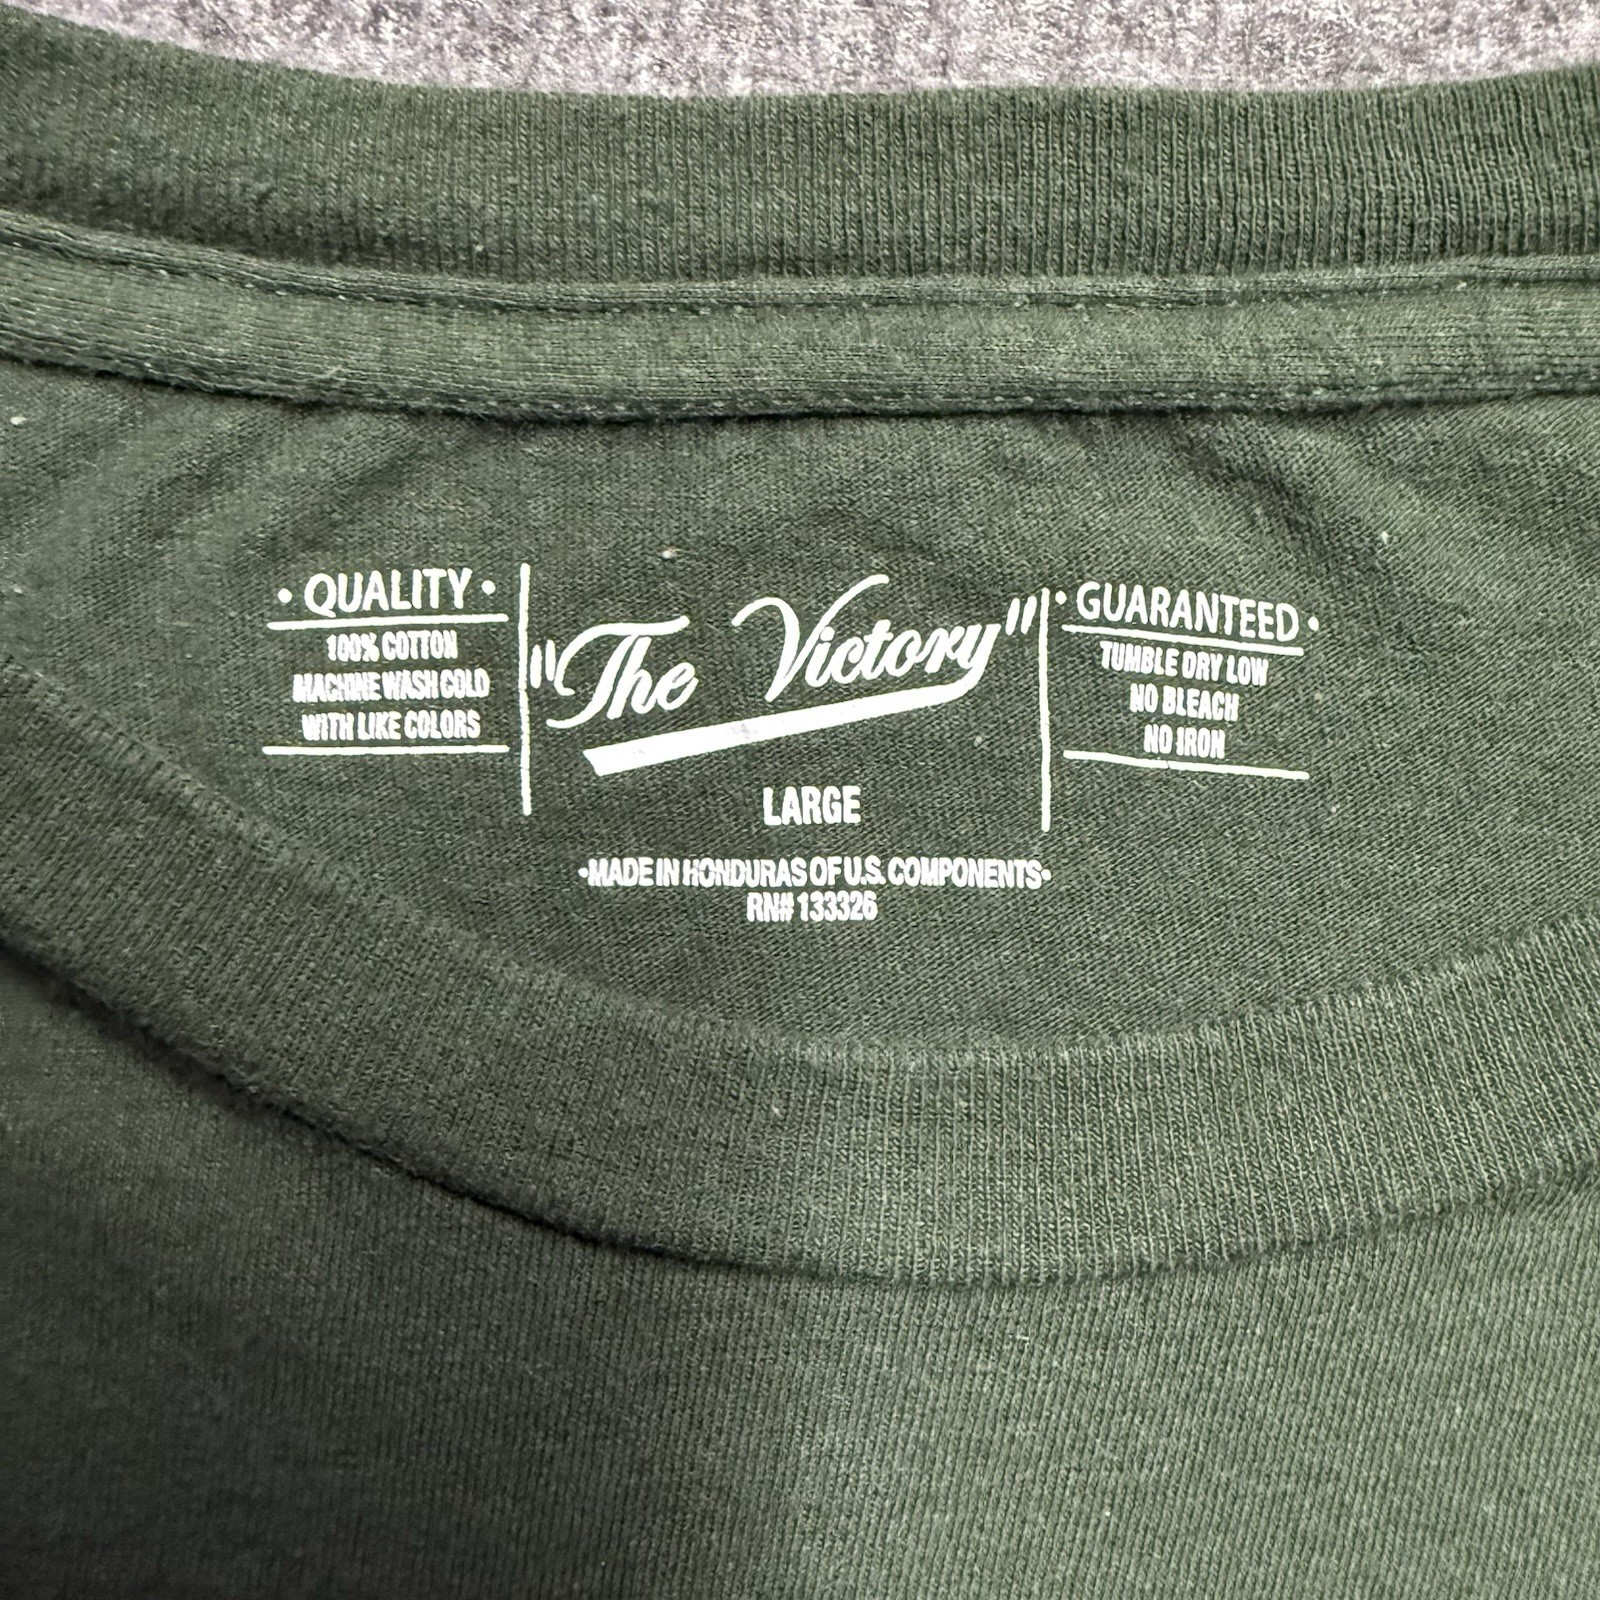 • QUALITY •
100% COTTON
MACHINE WASH COLD
WITH LIKE COLORS
"The Victory"
LARGE
• GUARANTEED •
TUMBLE DRY LOW
NO BLEACH
NO IRON
•MADE IN HONDURAS OF U.S. COMPONENTS•
RN# 133326